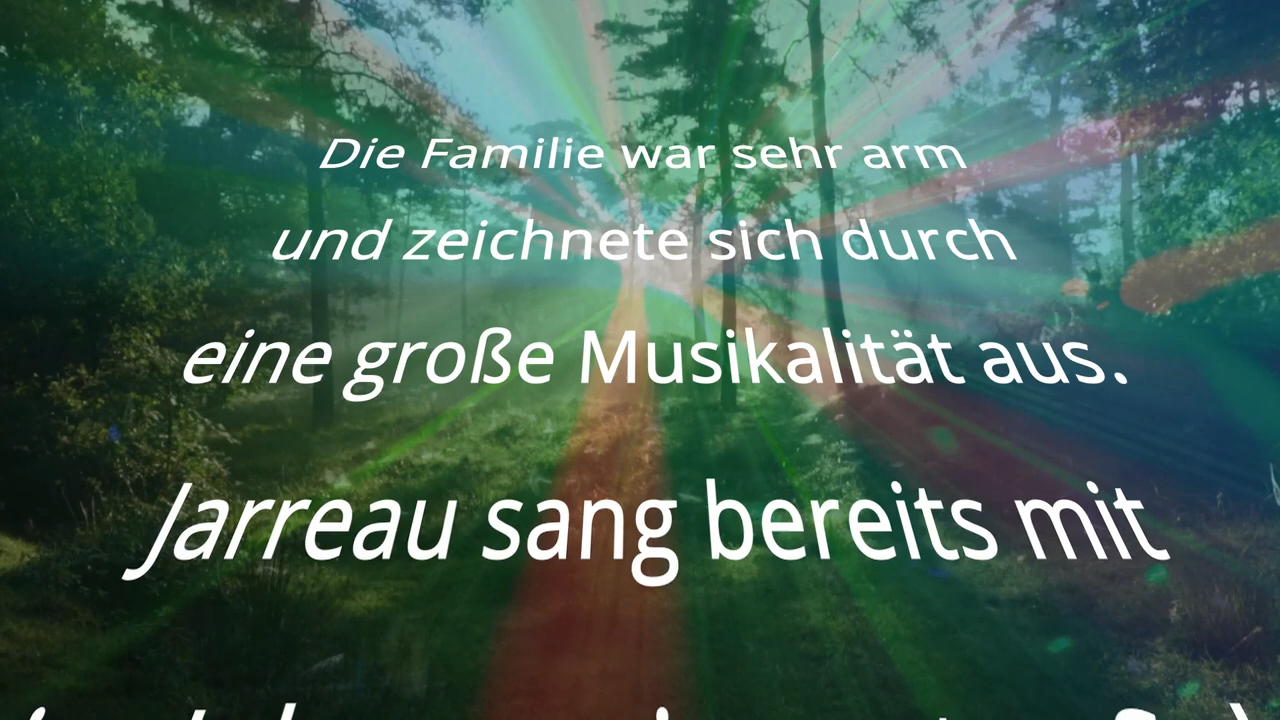 Die Familie war sehr arm
und zeichnete sich durch
eine große Musikalität aus.
Jarreau sang bereits mit